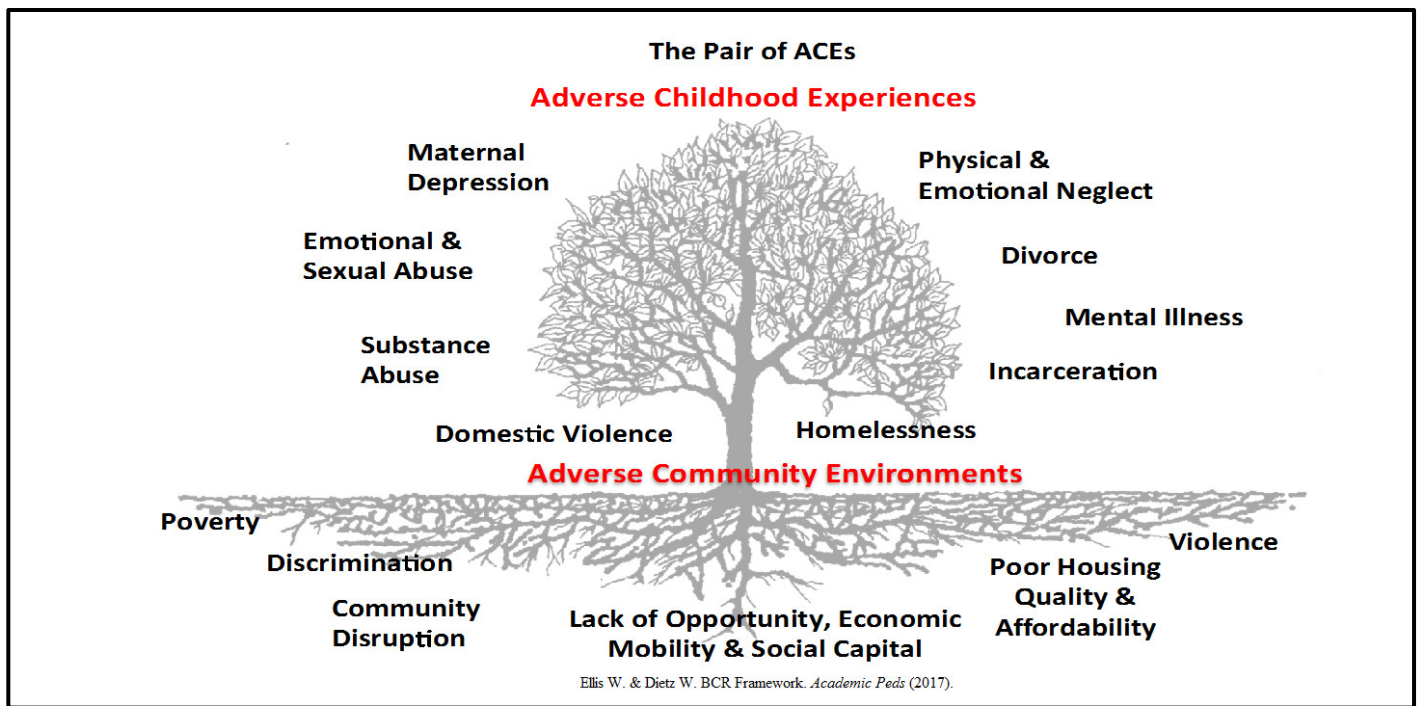 The Pair of ACEs
Adverse Childhood Experiences
Maternal
Depression
Physical &
Emotional Neglect
Emotional &
Sexual Abuse
Divorce
Mental Illness
Substance
Abuse
Incarceration
Domestic Violence
Homelessness
Adverse Community Environments
Poverty
Violence
Discrimination
Poor Housing
Quality &
Affordability
Community
Disruption
Lack of Opportunity, Economic
Mobility & Social Capital
Ellis W. & Dietz W. BCR Framework. Academic Peds (2017).